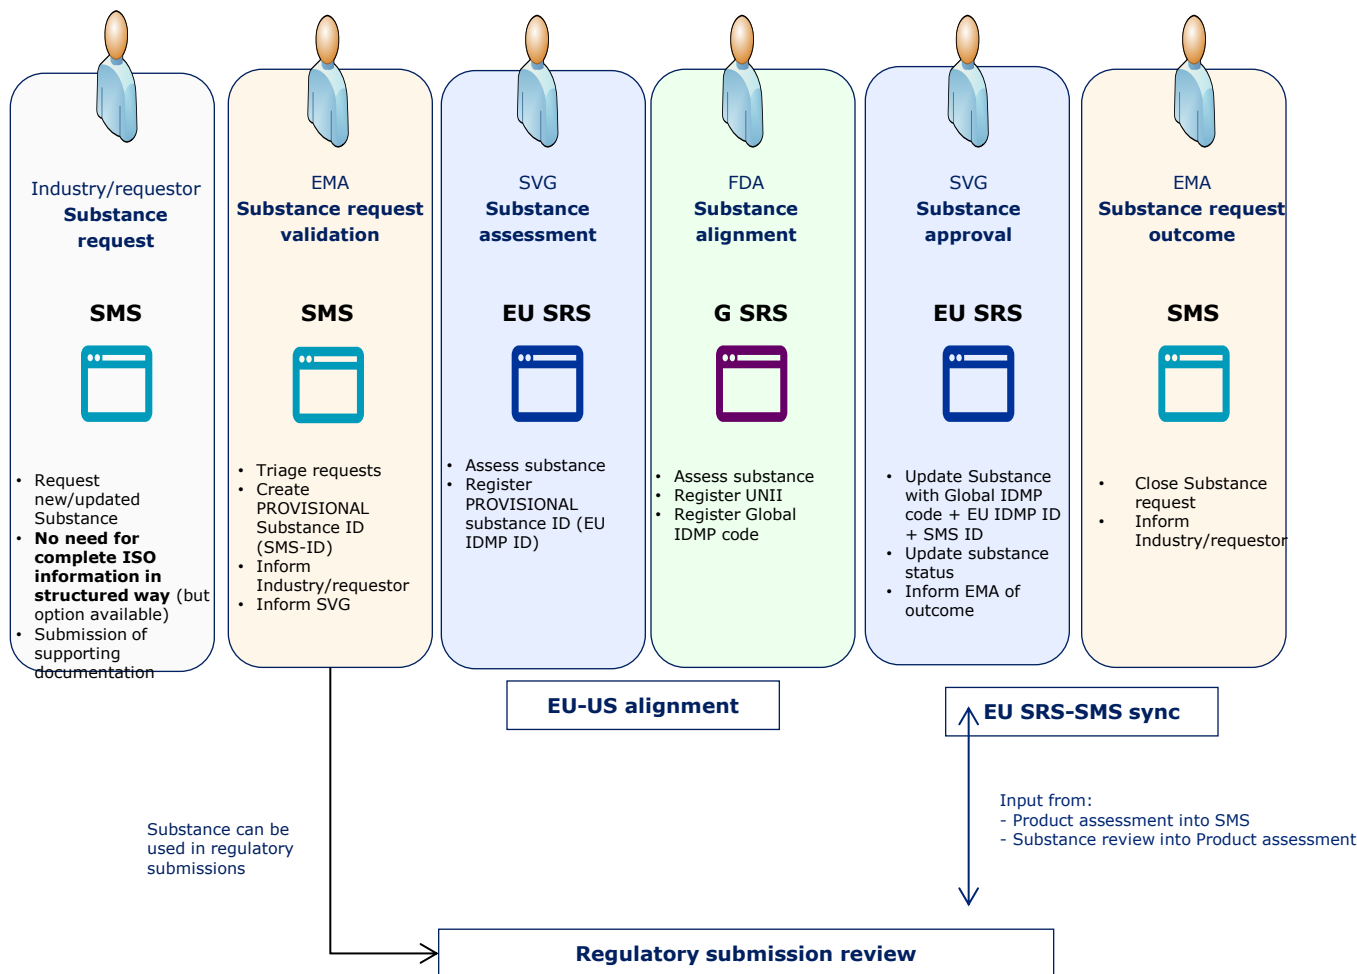 Industry/requestor
Substance
request
SMS
• Request
new/updated
Substance
• No need for
complete ISO
information in
structured way (but
option available)
• Submission of
supporting
documentation
EMA
Substance request
validation
SMS
• Triage requests
• Create
PROVISIONAL
Substance ID
(SMS-ID)
• Inform
Industry/requestor
• Inform SVG
SVG
Substance
assessment
EU SRS
• Assess substance
• Register
PROVISIONAL
substance ID (EU
IDMP ID)
FDA
Substance
alignment
G SRS
• Assess substance
• Register UNII
• Register Global
IDMP code
SVG
Substance
approval
EU SRS
• Update Substance
with Global IDMP
code + EU IDMP ID
+ SMS ID
• Update substance
status
• Inform EMA of
outcome
EMA
Substance request
outcome
SMS
• Close Substance
request
• Inform
Industry/requestor
EU-US alignment
EU SRS-SMS sync
Substance can be
used in regulatory
submissions
Input from:
- Product assessment into SMS
- Substance review into Product assessment
Regulatory submission review